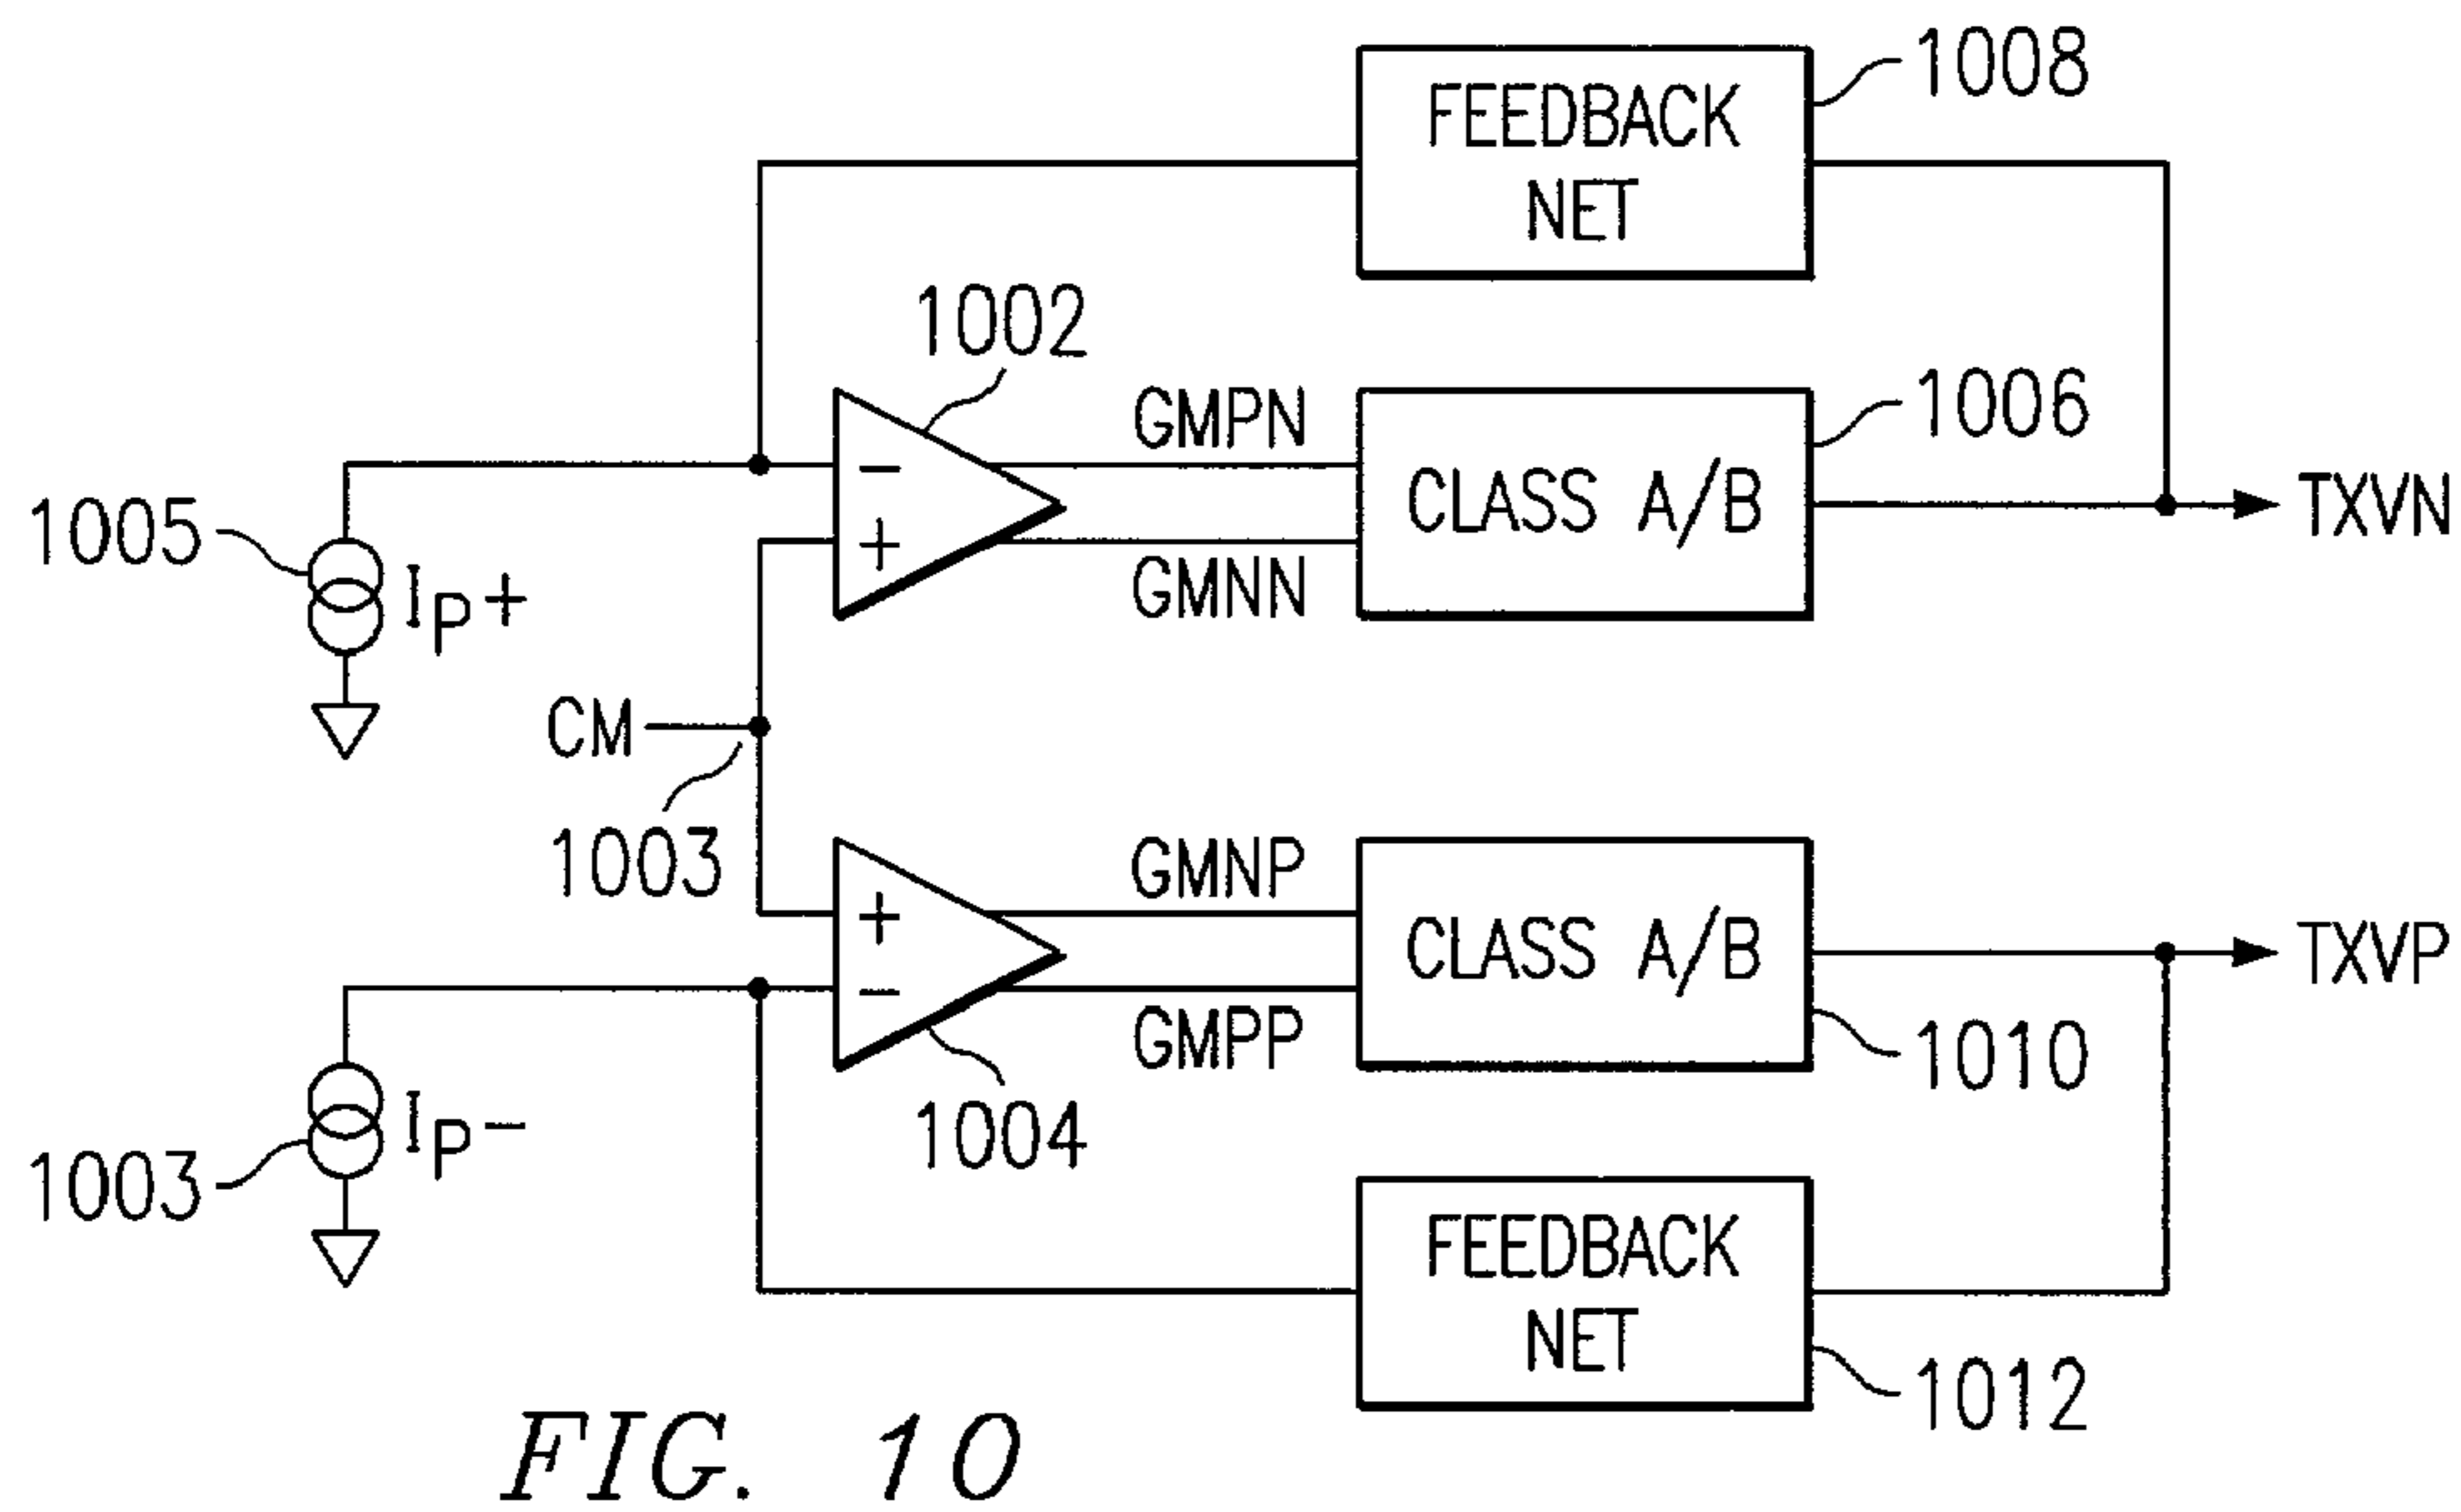 1008
FEEDBACK
NET
1002
GMPN
1006
−
CLASS A/B
TXVN
1005
IP+
+
GMNN
CM
1003
GMNP
+
CLASS A/B
TXVP
−
GMPP
1010
IP−
1004
1003
FEEDBACK
NET
1012
FIG. 10